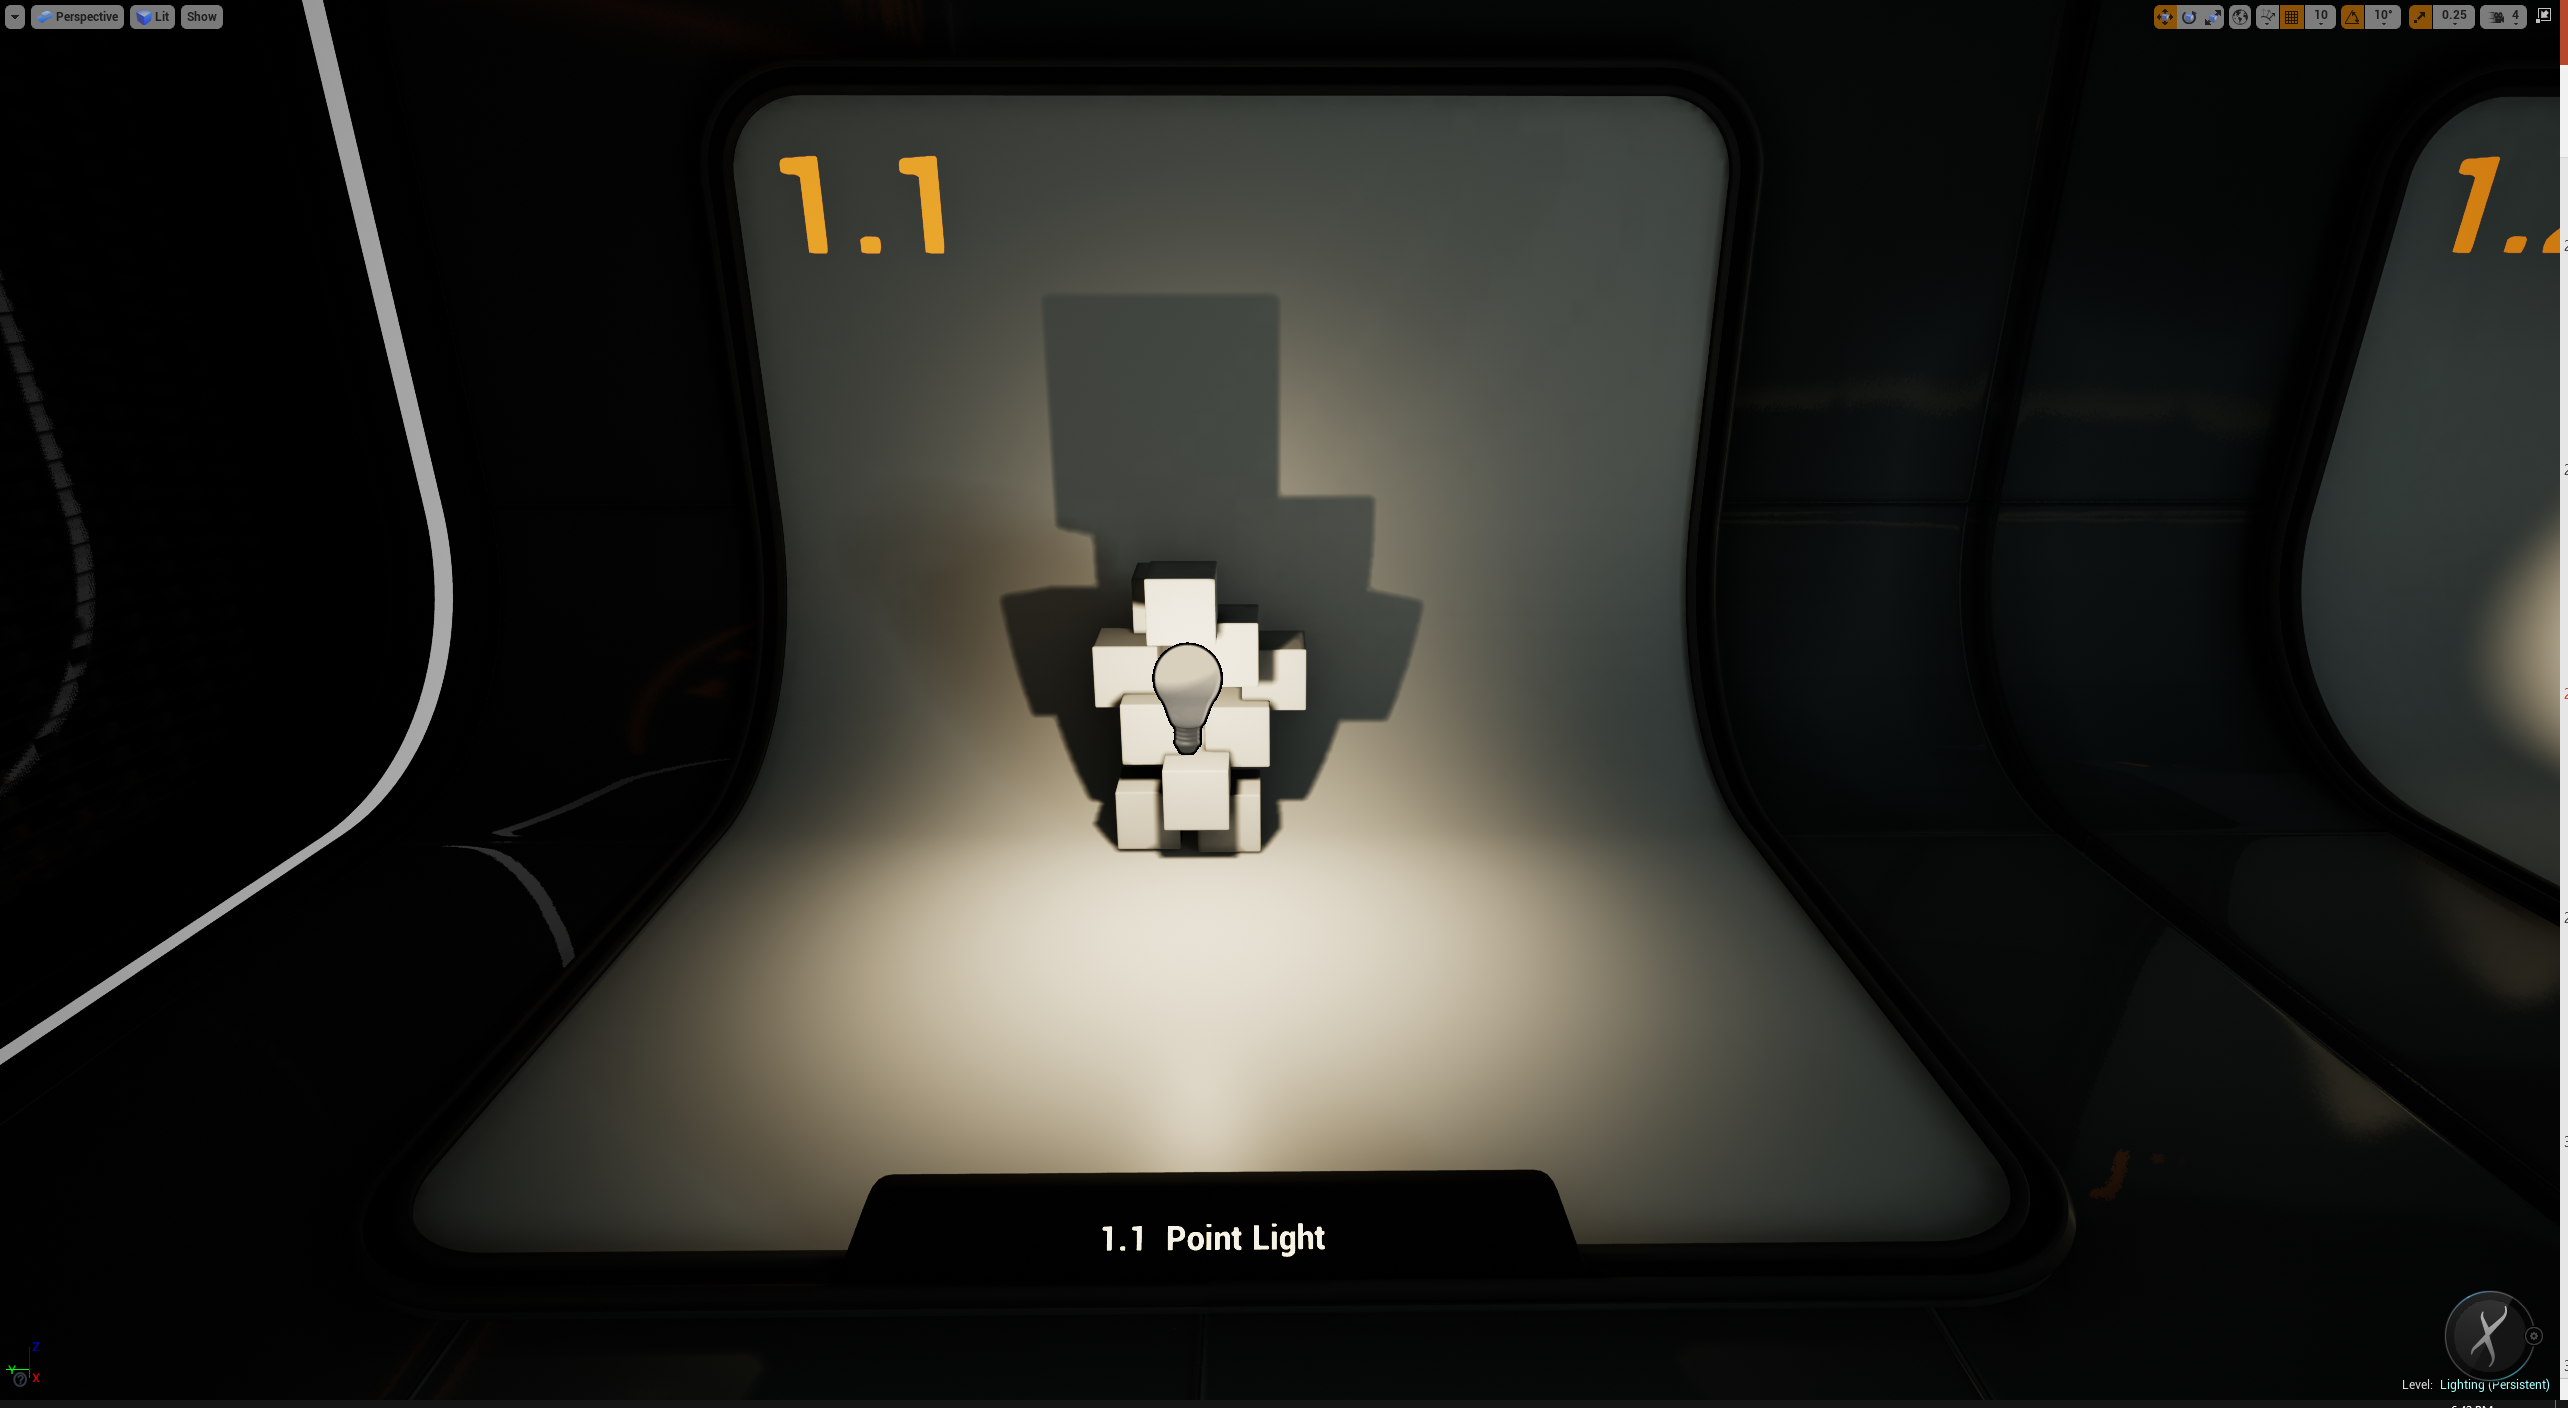 Perspective
Lit
Show
10
10°
0.25
4
1.1
1.1 Point Light
Z
Y
X
Level: Lighting (Persistent)